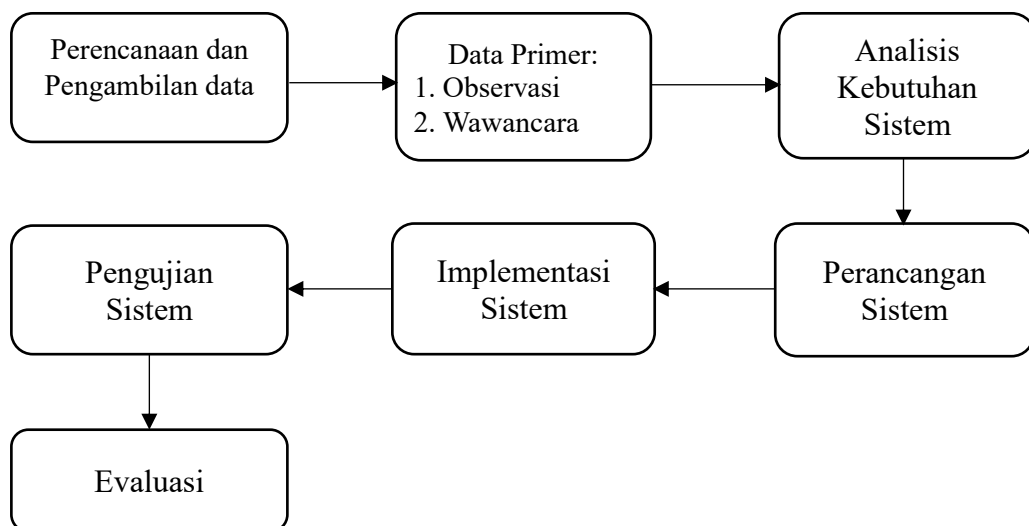 Perencanaan dan
Pengambilan data
Data Primer:
1. Observasi
2. Wawancara
Analisis
Kebutuhan
Sistem
Perancangan
Sistem
Implementasi
Sistem
Pengujian
Sistem
Evaluasi